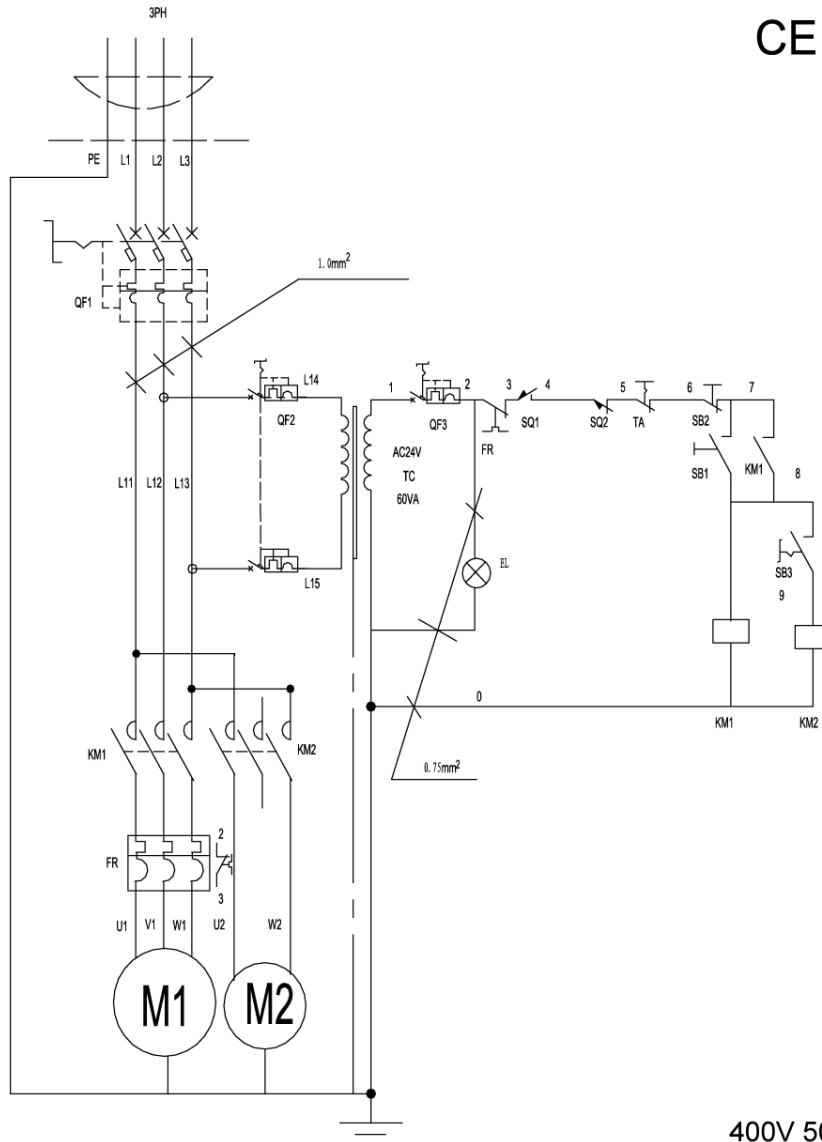 3PH
CE
PE L1 L2 L3
1.0mm²
QF1
L14
1 2 3 4 5 6 7
QF2 QF3 SQ1 SQ2 TA SB2
FR
AC24V
TC
60VA
SB1 KM1 8
L11 L12 L13
L15
EL
SB3
9
0
KM1 KM2
KM1 KM2
0.75mm²
2
FR
3
U1 V1 W1 U2 W2
M1 M2
400V 50